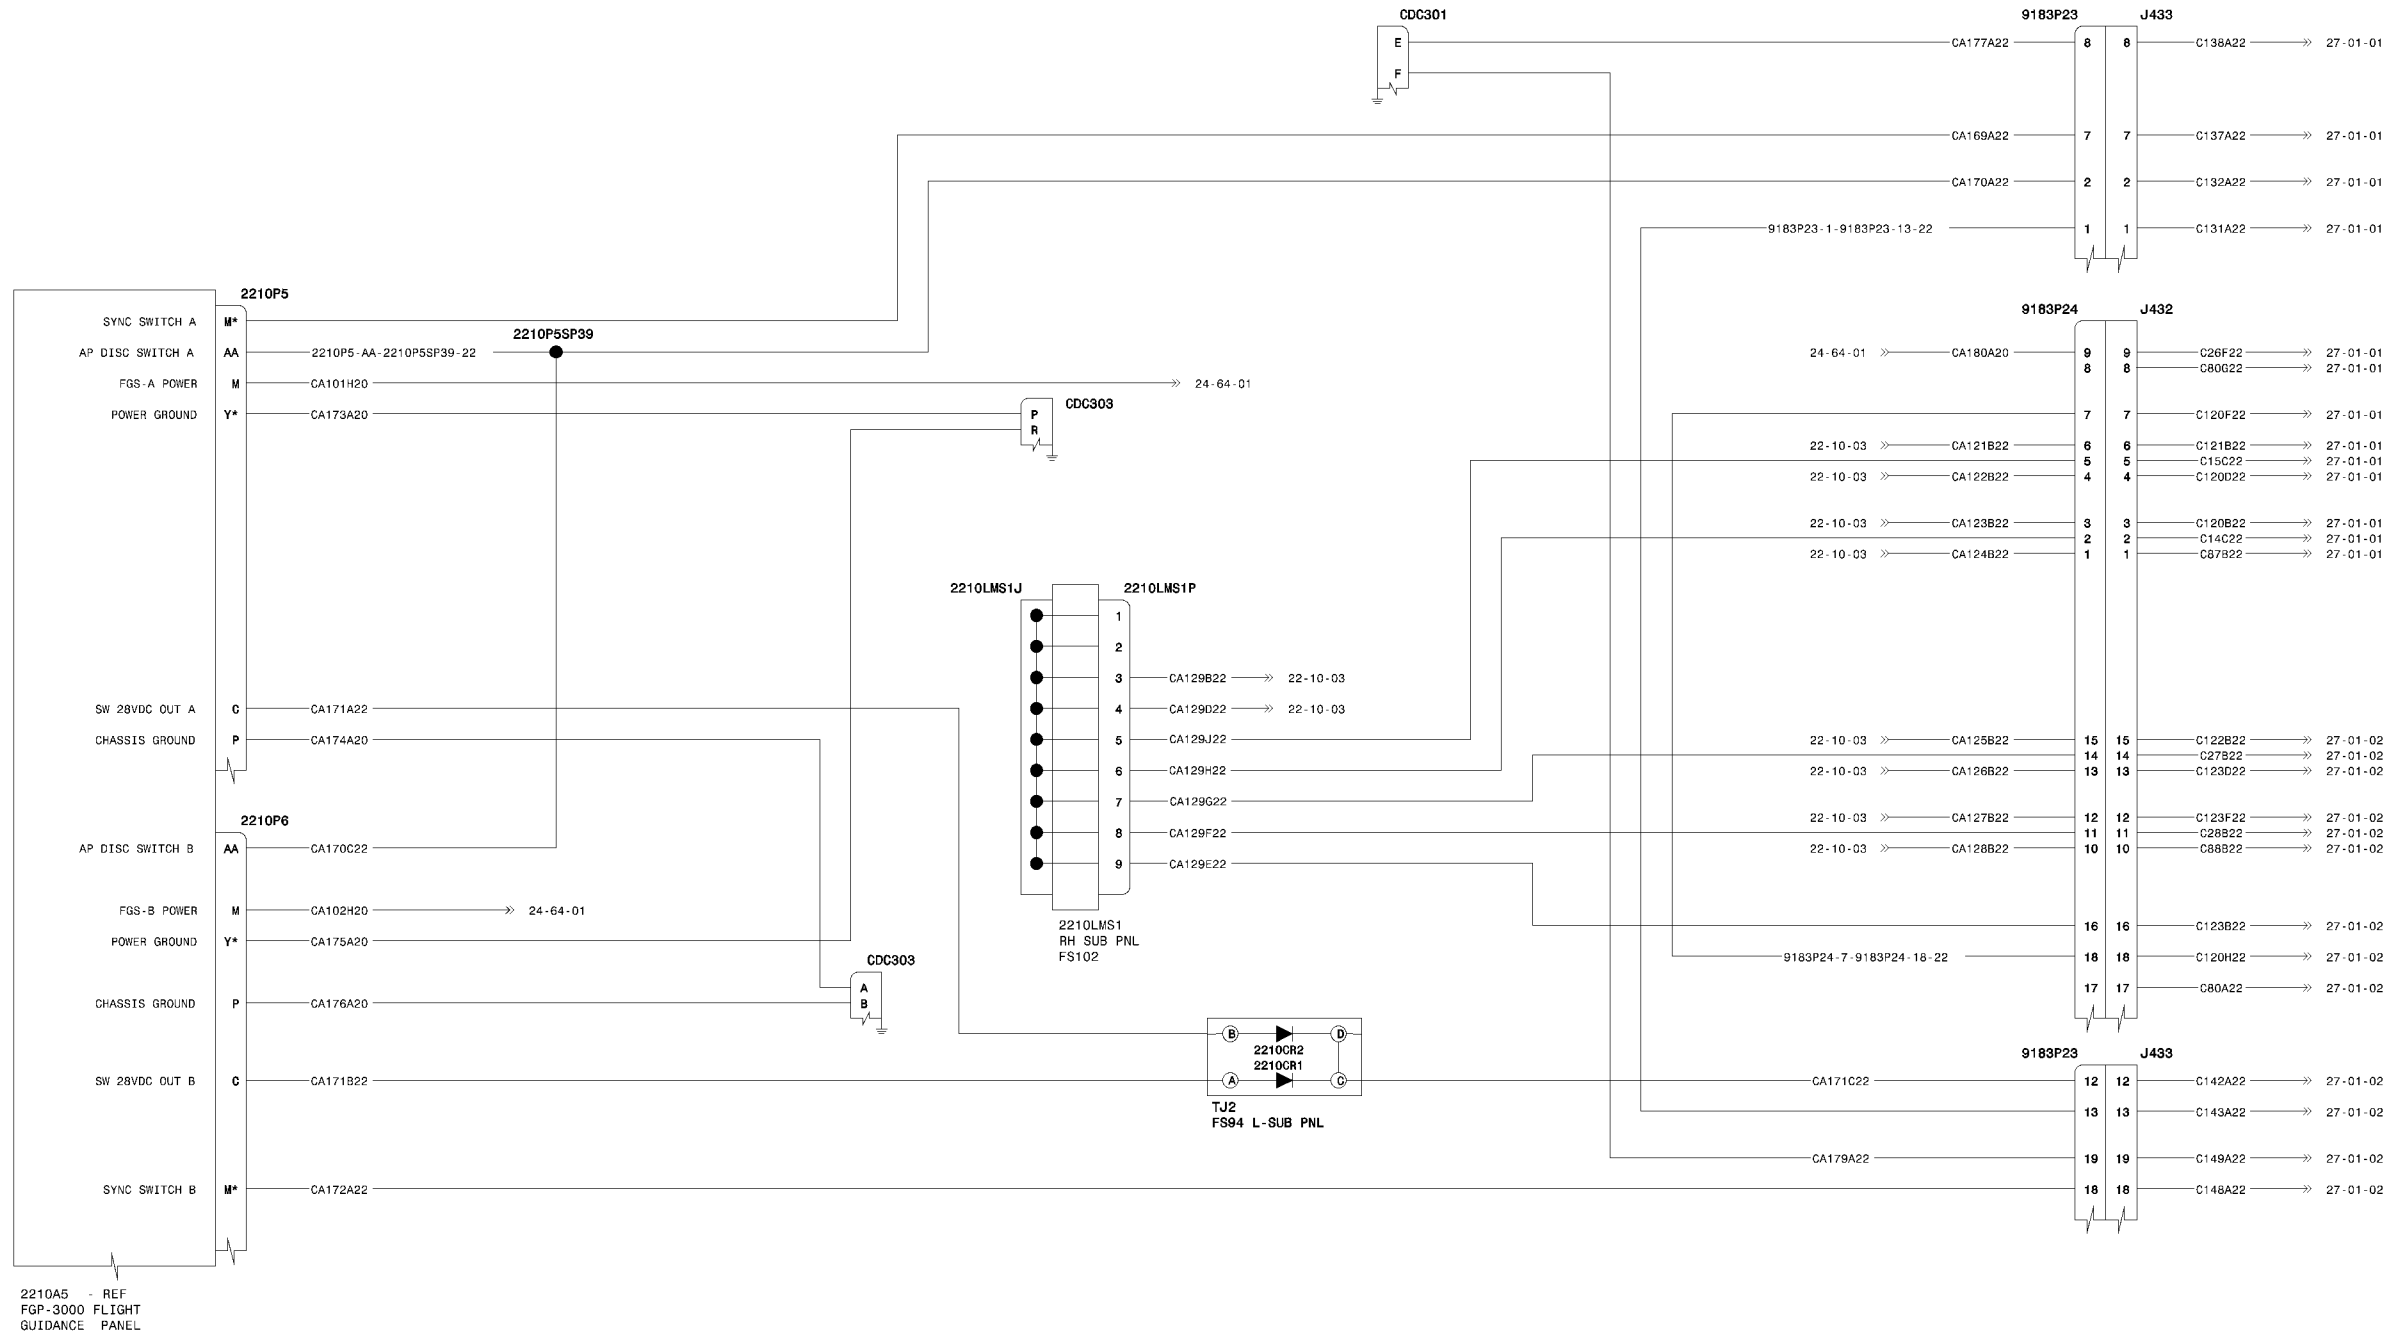 CDC301
9183P23 J433
E CA177A22 8 8 C138A22 27-01-01
F
CA169A22 7 7 C137A22 27-01-01
CA170A22 2 2 C132A22 27-01-01
9183P23-1-9183P23-13-22 1 1 C131A22 27-01-01
2210P5
9183P24 J432
SYNC SWITCH A M*
2210P5SP39
AP DISC SWITCH A AA 2210P5-AA-2210P5SP39-22
24-64-01 CA180A20 9 9 C26F22 27-01-01
8 8 C80G22 27-01-01
FGS-A POWER M CA101H20 24-64-01
CDC303
POWER GROUND Y* CA173A20 P
7 7 C120F22 27-01-01
R
22-10-03 CA121B22 6 6 C121B22 27-01-01
5 5 C15C22 27-01-01
22-10-03 CA122B22 4 4 C120D22 27-01-01
22-10-03 CA123B22 3 3 C120B22 27-01-01
2 2 C14C22 27-01-01
22-10-03 CA124B22 1 1 C87B22 27-01-01
2210LMS1J 2210LMS1P
1
2
3 CA129B22 22-10-03
SW 28VDC OUT A C CA171A22
4 CA129D22 22-10-03
CHASSIS GROUND P CA174A20
5 CA129J22
22-10-03 CA125B22 15 15 C122B22 27-01-02
14 14 C27B22 27-01-02
6 CA129H22
22-10-03 CA126B22 13 13 C123D22 27-01-02
7 CA129G22
2210P6
22-10-03 CA127B22 12 12 C123F22 27-01-02
8 CA129F22
11 11 C28B22 27-01-02
AP DISC SWITCH B AA CA170C22
22-10-03 CA128B22 10 10 C88B22 27-01-02
9 CA129E22
FGS-B POWER M CA102H20 24-64-01
2210LMS1
RH SUB PNL
FS102
16 16 C123B22 27-01-02
POWER GROUND Y* CA175A20
CDC303
9183P24-7-9183P24-18-22 18 18 C120H22 27-01-02
A
17 17 C80A22 27-01-02
CHASSIS GROUND P CA176A20 B
B D
2210CR2
2210CR1
9183P23 J433
SW 28VDC OUT B C CA171B22 A C CA171C22 12 12 C142A22 27-01-02
TJ2
FS94 L-SUB PNL
13 13 C143A22 27-01-02
CA179A22 19 19 C149A22 27-01-02
SYNC SWITCH B M* CA172A22 18 18 C148A22 27-01-02
2210A5 - REF
FGP-3000 FLIGHT
GUIDANCE PANEL